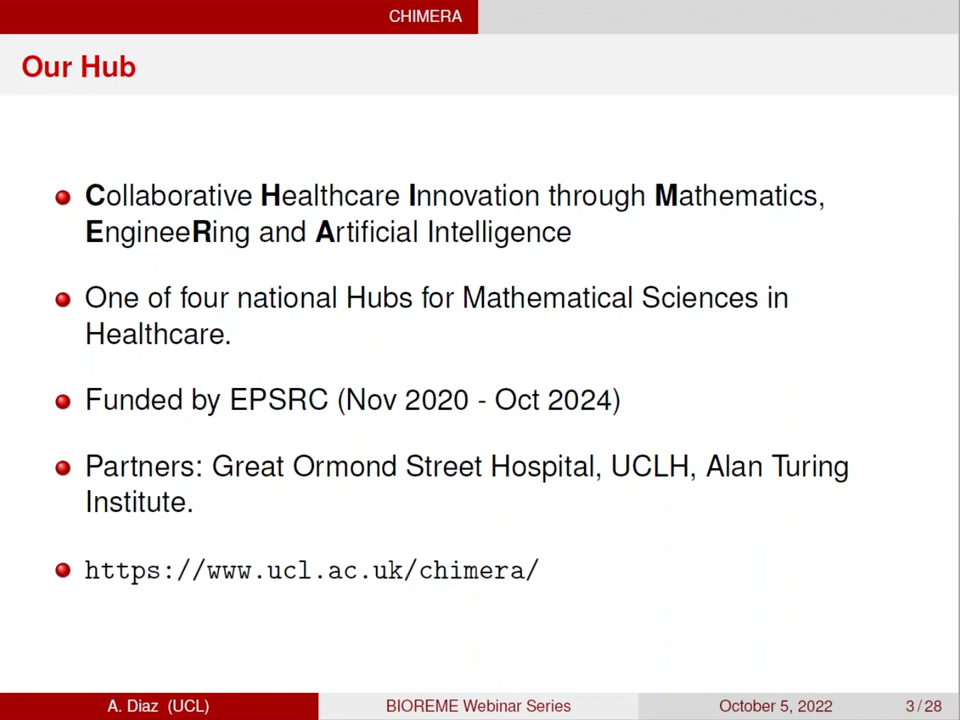 CHIMERA
Our Hub
Collaborative Healthcare Innovation through Mathematics,
EngineeRing and Artificial Intelligence
One of four national Hubs for Mathematical Sciences in
Healthcare.
Funded by EPSRC (Nov 2020 - Oct 2024)
Partners: Great Ormond Street Hospital, UCLH, Alan Turing
Institute.
https://www.ucl.ac.uk/chimera/
A. Diaz (UCL) BIOREME Webinar Series October 5, 2022 3 / 28